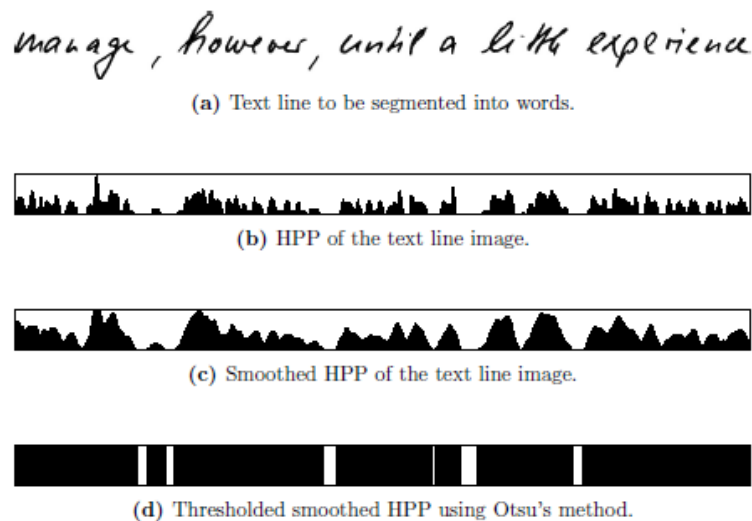 manage, however, until a little experience
(a) Text line to be segmented into words.
(b) HPP of the text line image.
(c) Smoothed HPP of the text line image.
(d) Thresholded smoothed HPP using Otsu's method.